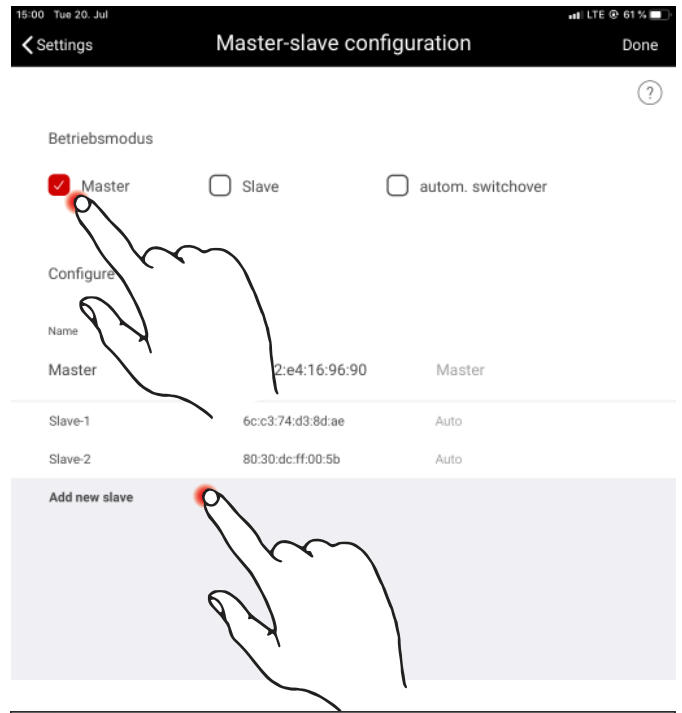 15:00 Tue 20. Jul LTE 61 %
Settings Master-slave configuration Done
?
Betriebsmodus
Master Slave autom. switchover
Configure
Name
Master 2:e4:16:96:90 Master
Slave-1 6c:c3:74:d3:8d:ae Auto
Slave-2 80:30:dc:ff:00:5b Auto
Add new slave